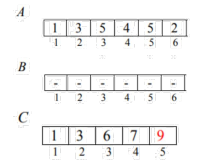 A
1 3 5 4 5 2
1 2 3 4 5 6
B
- - - - - -
1 2 3 4 5 6
C
1 3 6 7 9
1 2 3 4 5